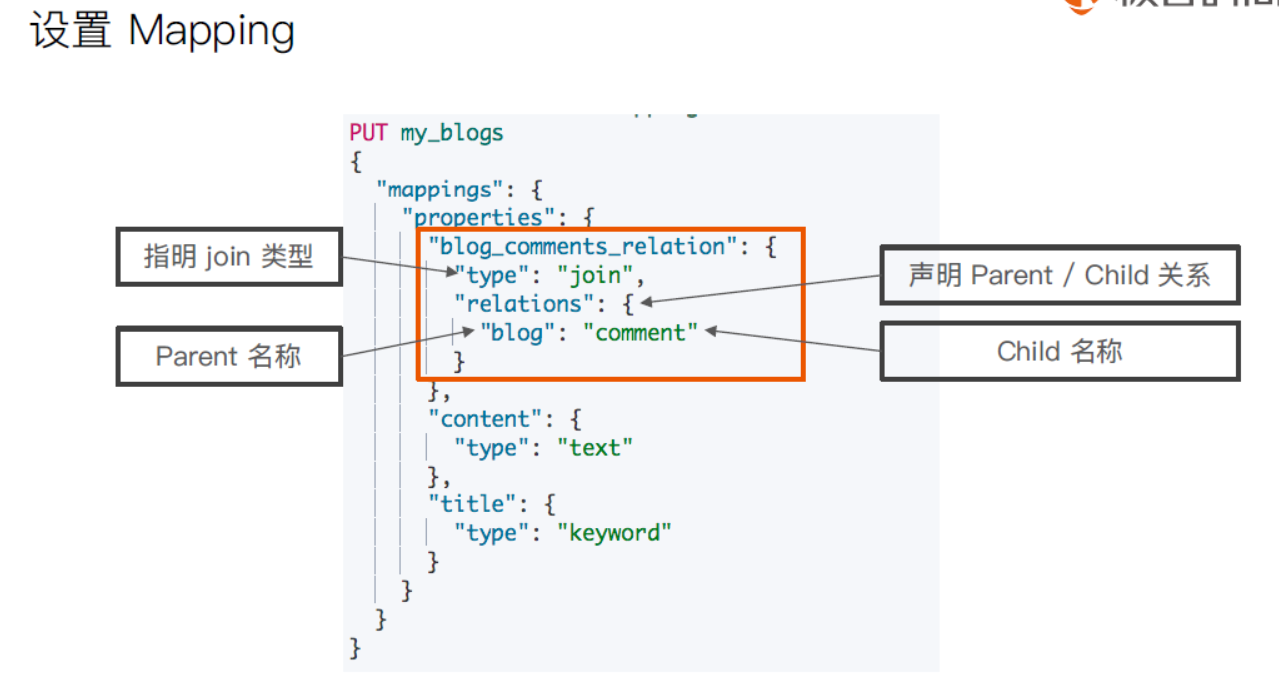 设置 Mapping
PUT my_blogs
{
"mappings": {
"properties": {
"blog_comments_relation": {
指明 join 类型
"type": "join",
声明 Parent / Child 关系
"relations": {
Parent 名称
"blog": "comment"
Child 名称
}
},
"content": {
"type": "text"
},
"title": {
"type": "keyword"
}
}
}
}